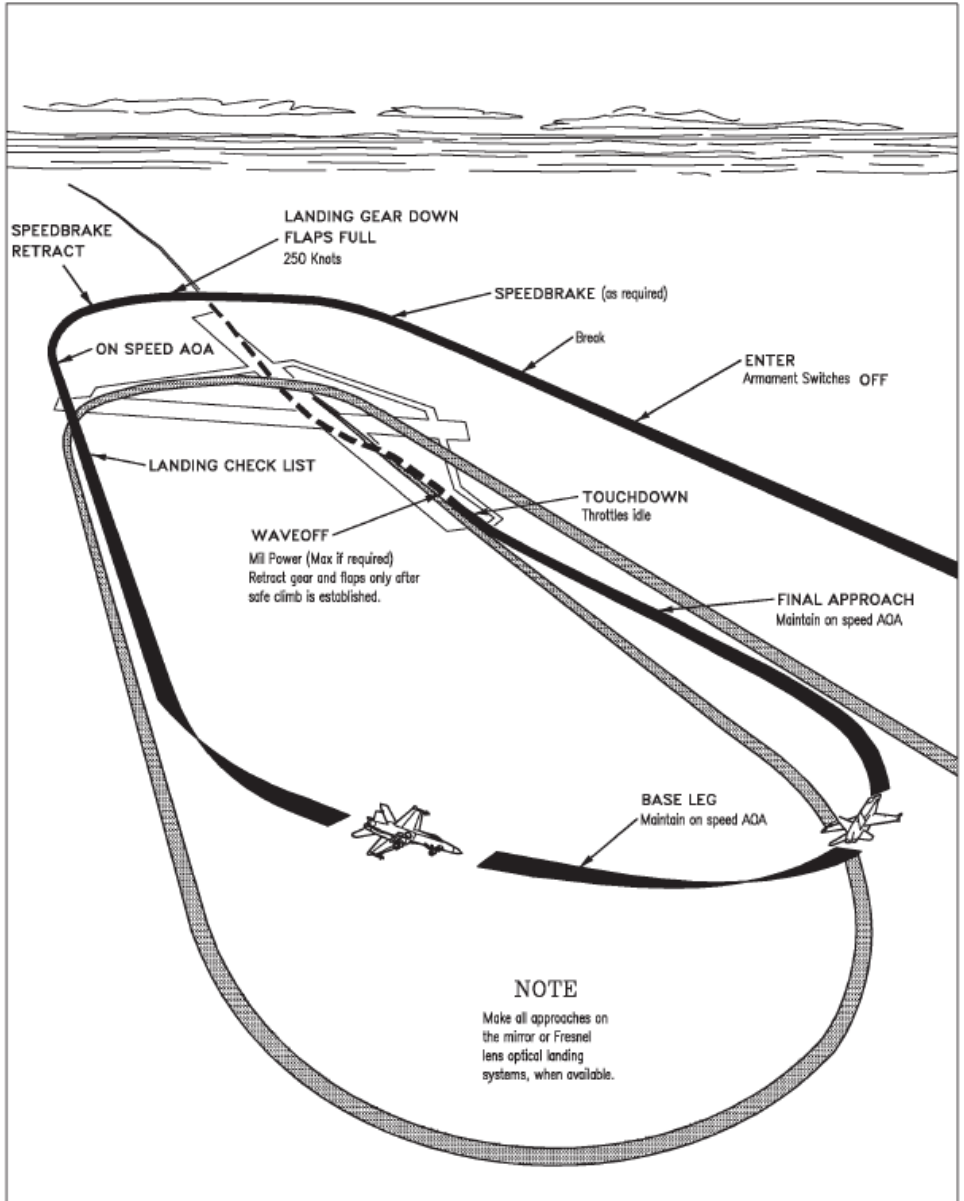 LANDING GEAR DOWN
FLAPS FULL
250 Knots
SPEEDBRAKE
RETRACT
SPEEDBRAKE (as required)
Break
ON SPEED AOA
ENTER
Armament Switches OFF
LANDING CHECK LIST
TOUCHDOWN
Throttles idle
WAVEOFF
Mil Power (Max if required)
Retract gear and flaps only after
safe climb is established.
FINAL APPROACH
Maintain on speed AOA
BASE LEG
Maintain on speed AOA
NOTE
Make all approaches on
the mirror or Fresnel
lens optical landing
systems, when available.